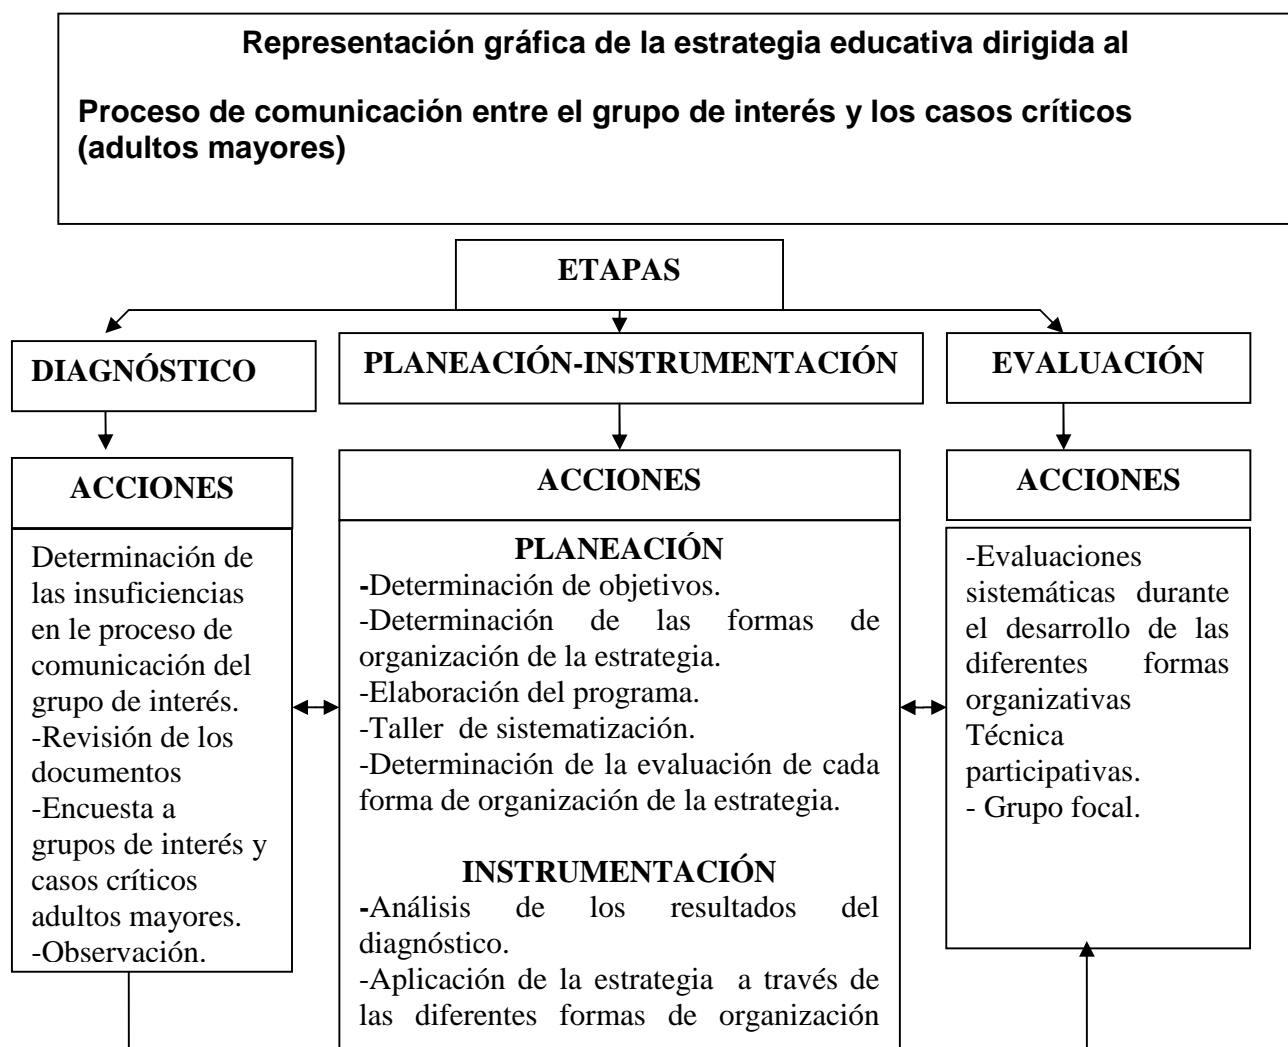 Representación gráfica de la estrategia educativa dirigida al
Proceso de comunicación entre el grupo de interés y los casos críticos
(adultos mayores)
ETAPAS
DIAGNÓSTICO
PLANEACIÓN-INSTRUMENTACIÓN
EVALUACIÓN
ACCIONES
Determinación de
las insuficiencias
en le proceso de
comunicación del
grupo de interés.
-Revisión de los
documentos
-Encuesta a
grupos de interés y
casos críticos
adultos mayores.
-Observación.
ACCIONES
PLANEACIÓN
-Determinación de objetivos.
-Determinación de las formas de
organización de la estrategia.
-Elaboración del programa.
-Taller de sistematización.
-Determinación de la evaluación de cada
forma de organización de la estrategia.
INSTRUMENTACIÓN
-Análisis de los resultados del
diagnóstico.
-Aplicación de la estrategia a través de
las diferentes formas de organización
ACCIONES
-Evaluaciones
sistemáticas durante
el desarrollo de las
diferentes formas
organizativas
Técnica
participativas.
- Grupo focal.